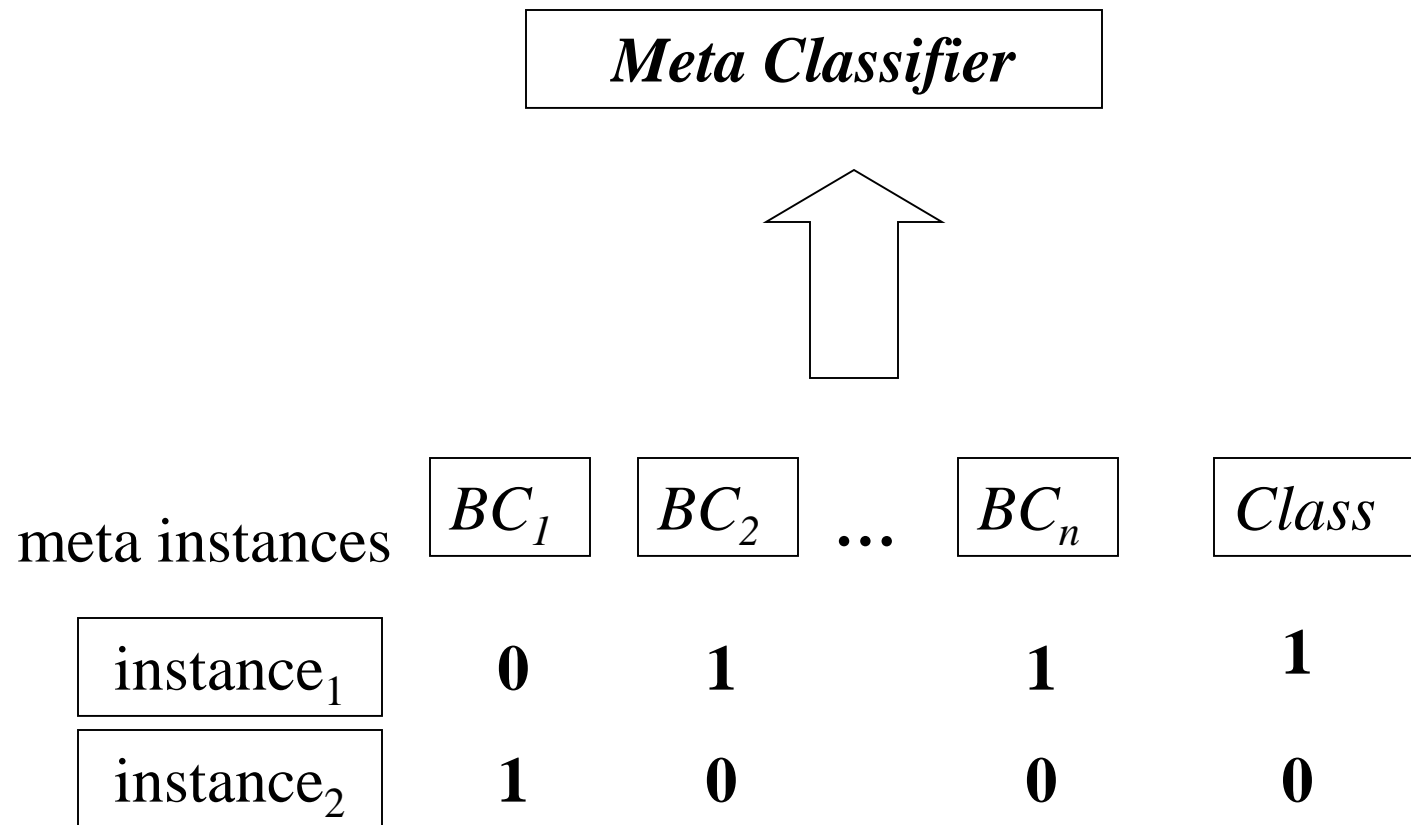 Meta Classifier
meta instances BC₁ BC₂ ... BCₙ Class
instance₁ 0 1 1 1
instance₂ 1 0 0 0